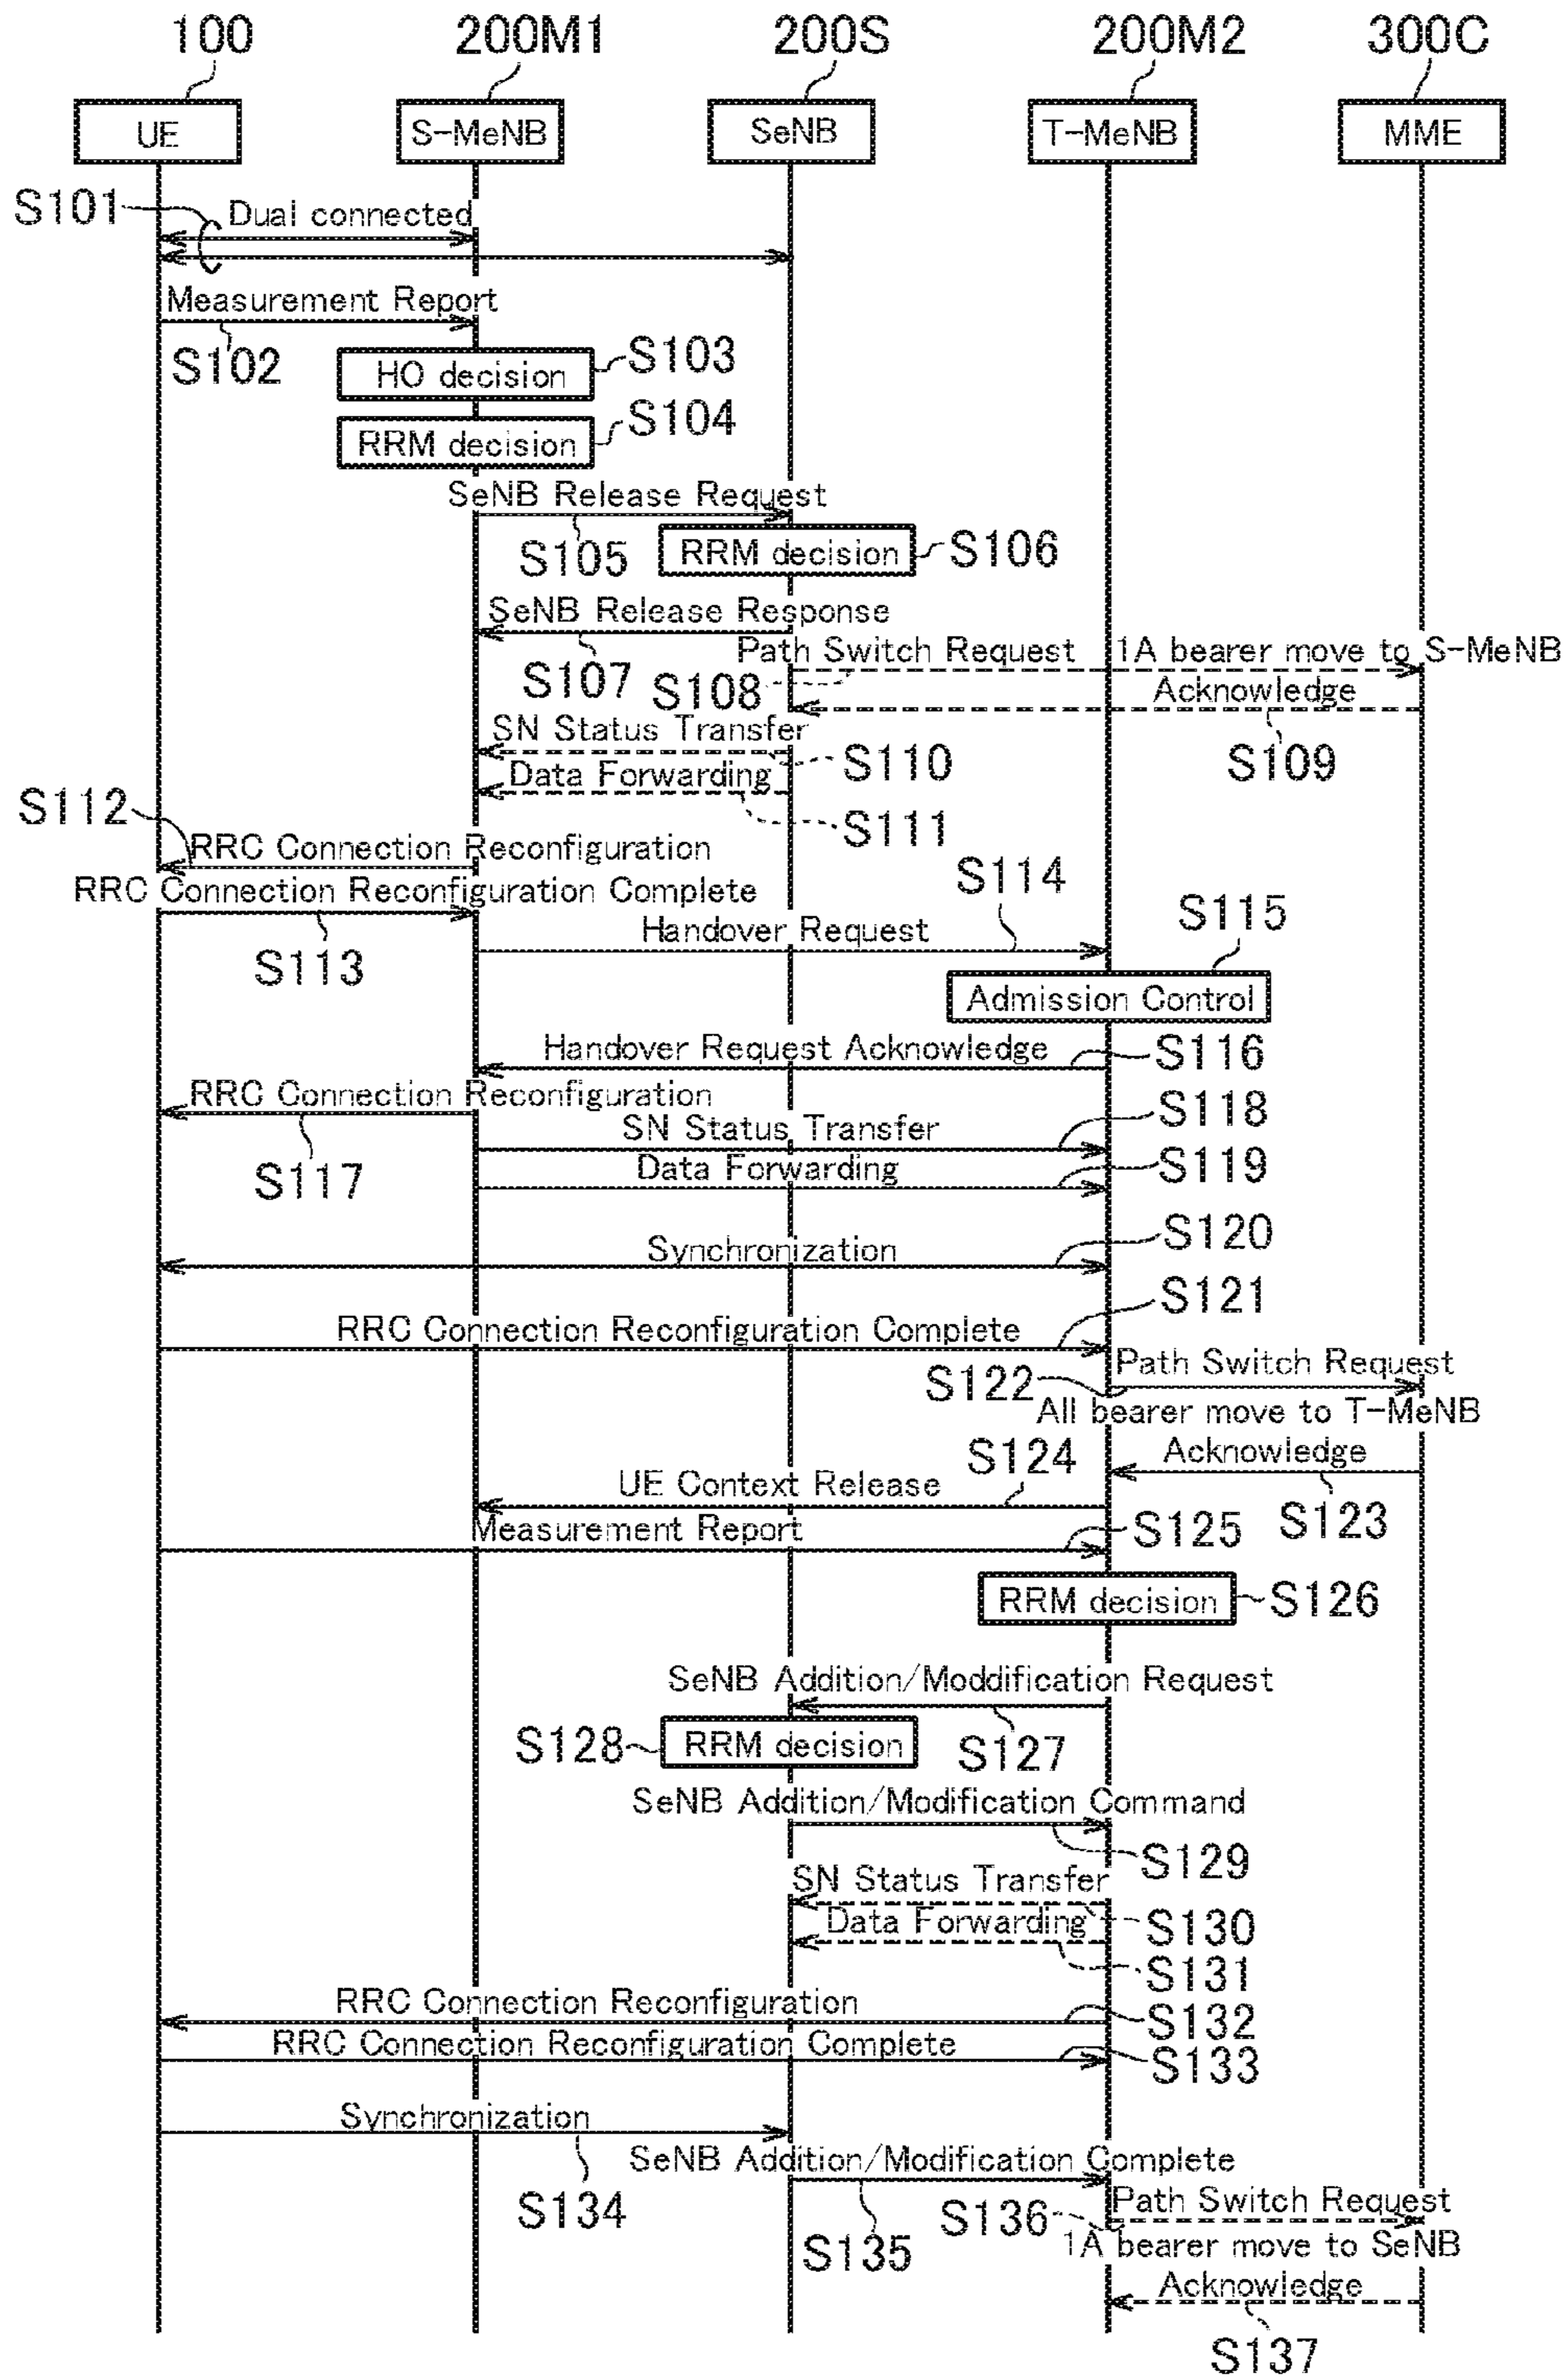 100 200M1 200S 200M2 300C
UE S-MeNB SeNB T-MeNB MME
S101 Dual connected
Measurement Report
S102
HO decision S103
RRM decision S104
SeNB Release Request
S105 RRM decision S106
SeNB Release Response
S107
Path Switch Request 1A bearer move to S-MeNB
S108
Acknowledge
S109
SN Status Transfer
S110
Data Forwarding
S111
S112
RRC Connection Reconfiguration
RRC Connection Reconfiguration Complete
S113
S114
Handover Request
S115
Admission Control
Handover Request Acknowledge S116
RRC Connection Reconfiguration
S117
SN Status Transfer S118
Data Forwarding S119
Synchronization S120
S121
RRC Connection Reconfiguration Complete
Path Switch Request
S122
All bearer move to T-MeNB
Acknowledge
S123
S124
UE Context Release
Measurement Report S125
RRM decision S126
SeNB Addition/Moddification Request
S127
S128 RRM decision
SeNB Addition/Modification Command
S129
SN Status Transfer
S130
Data Forwarding
S131
RRC Connection Reconfiguration S132
RRC Connection Reconfiguration Complete S133
Synchronization
S134
SeNB Addition/Modification Complete
S135
Path Switch Request
S136
1A bearer move to SeNB
Acknowledge
S137